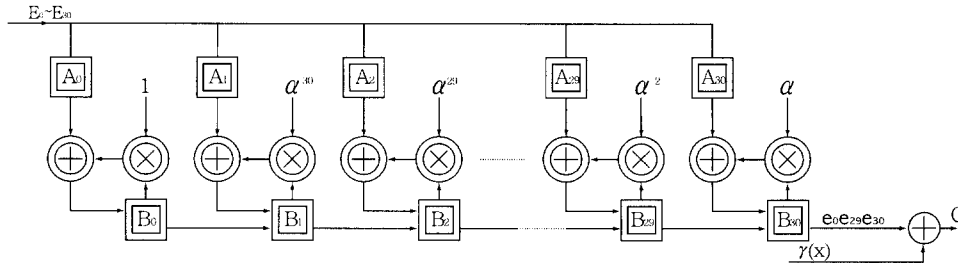 E₀~E₃₀
A₀ A₁ A₂ A₂₉ A₃₀
1 α³⁰ α²⁹ α² α
B₀ B₁ B₂ B₂₉ B₃₀
e₀e₂₉e₃₀
γ(x)